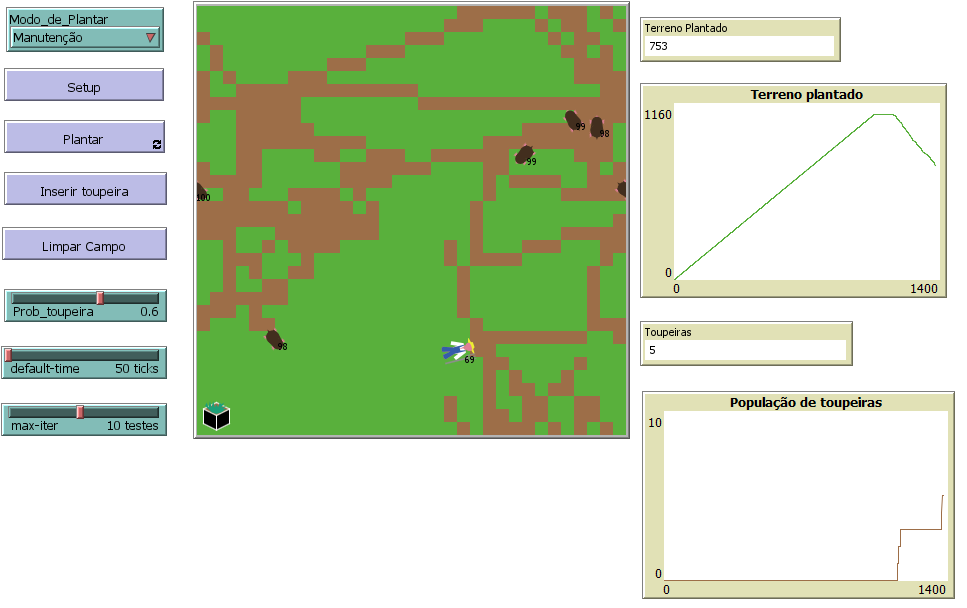 Modo_de_Plantar
Manutenção
Setup
Plantar
Inserir toupeira
Limpar Campo
Prob_toupeira 0.6
default-time 50 ticks
max-iter 10 testes
99
98
99
100
98
69
Terreno Plantado
753
Terreno plantado
1160
0
0 1400
Toupeiras
5
População de toupeiras
10
0
0 1400